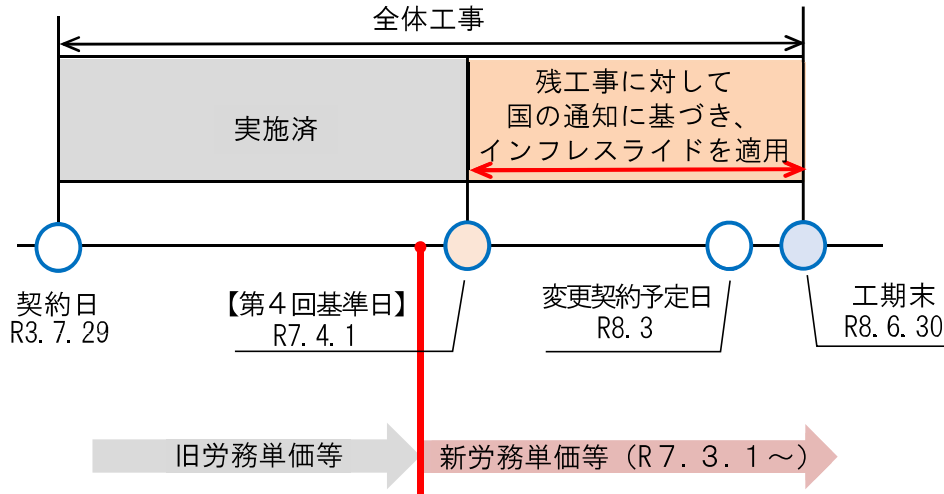 全体工事
実施済
残工事に対して
国の通知に基づき、
インフレスライドを適用
契約日
R3.7.29
【第４回基準日】
R7.4.1
変更契約予定日
R8.3
工期末
R8.6.30
旧労務単価等
新労務単価等（R７．３．１～）